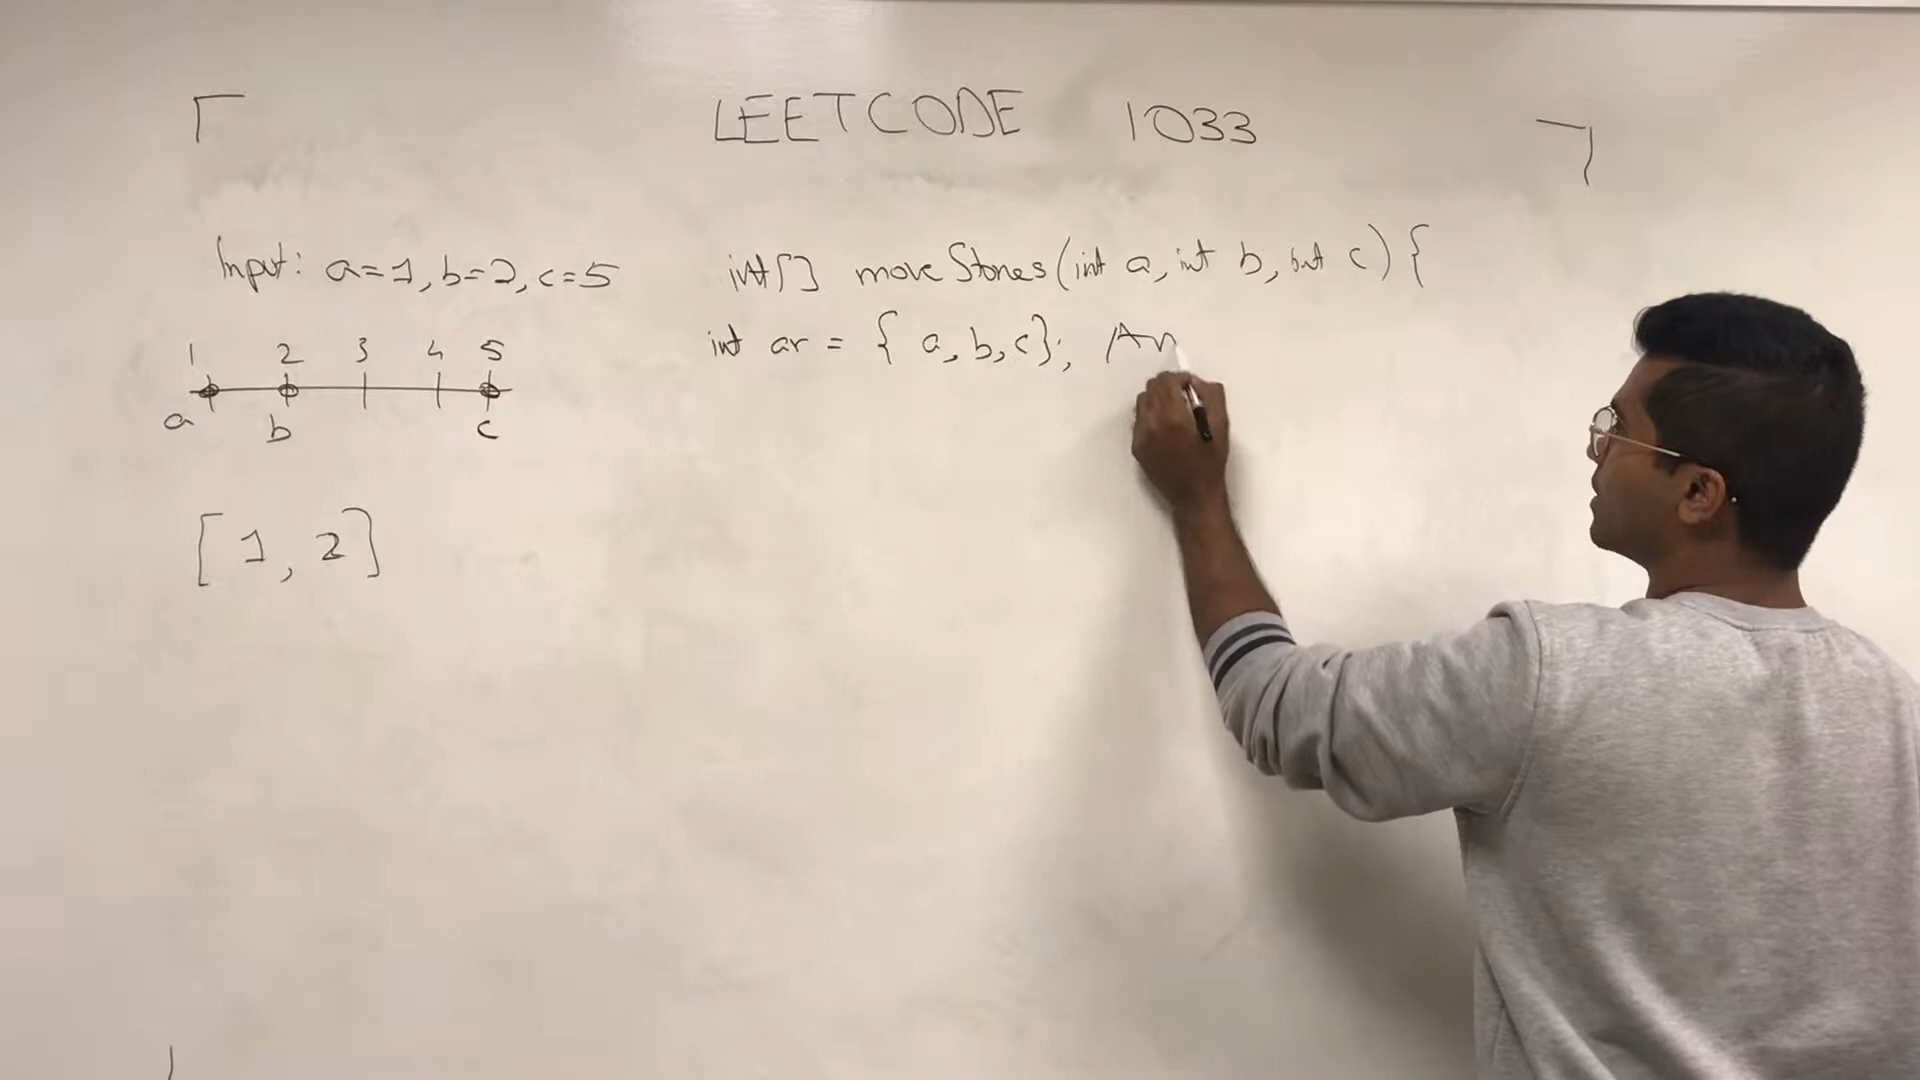 LEETCODE 1033
Input: a=1, b=2, c=5
1 2 3 4 5
a b c
[1, 2]
int[] moveStones(int a, int b, int c) {
int ar = { a, b, c}; Ar